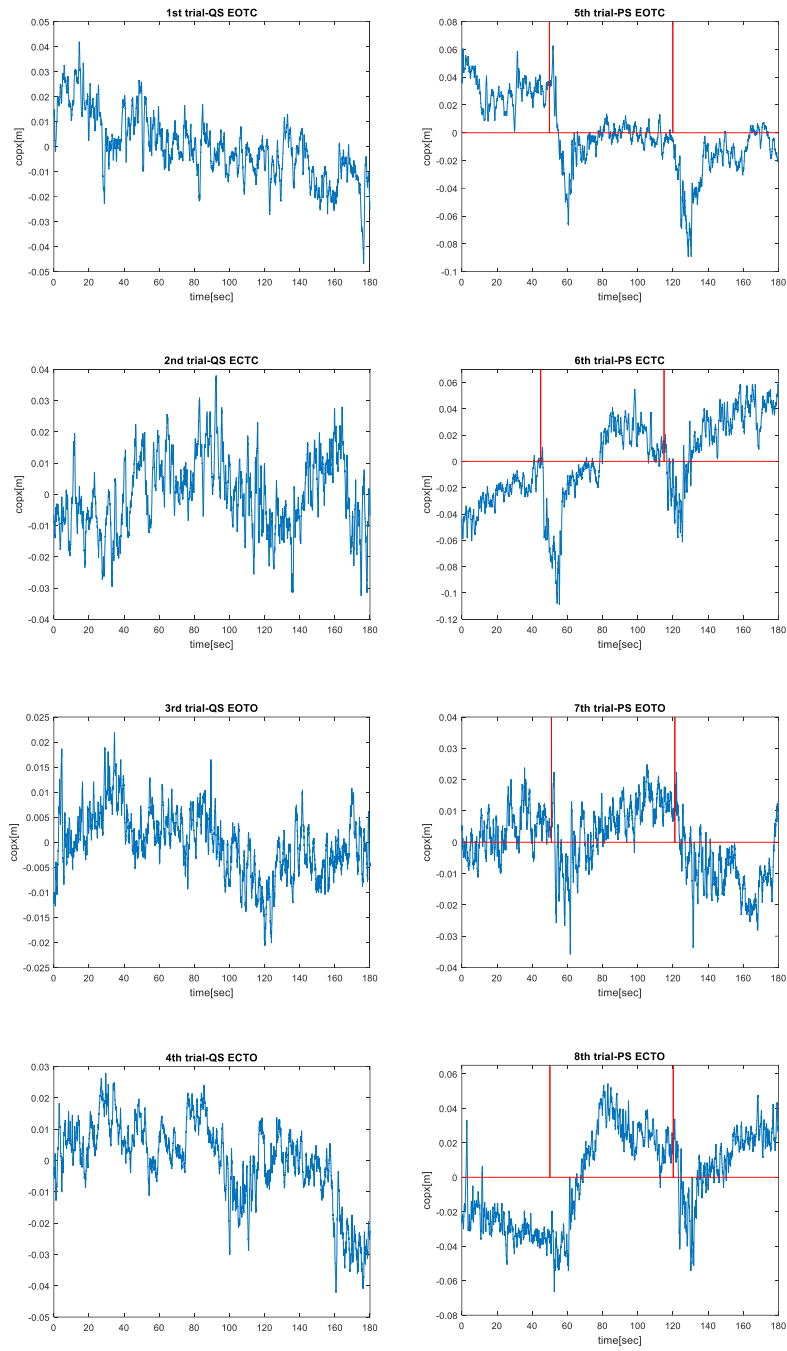 1st trial-QS EOTC
0.05
0.04
0.03
0.02
0.01
0
-0.01
-0.02
-0.03
-0.04
-0.05
copx[m]
0 20 40 60 80 100 120 140 160 180
time[sec]
5th trial-PS EOTC
0.08
0.06
0.04
0.02
0
-0.02
-0.04
-0.06
-0.08
-0.1
copx[m]
0 20 40 60 80 100 120 140 160 180
time[sec]
2nd trial-QS ECTC
0.04
0.03
0.02
0.01
0
-0.01
-0.02
-0.03
-0.04
copx[m]
0 20 40 60 80 100 120 140 160 180
time[sec]
6th trial-PS ECTC
0.06
0.04
0.02
0
-0.02
-0.04
-0.06
-0.08
-0.1
-0.12
copx[m]
0 20 40 60 80 100 120 140 160 180
time[sec]
3rd trial-QS EOTO
0.025
0.02
0.015
0.01
0.005
0
-0.005
-0.01
-0.015
-0.02
-0.025
copx[m]
0 20 40 60 80 100 120 140 160 180
time[sec]
7th trial-PS EOTO
0.04
0.03
0.02
0.01
0
-0.01
-0.02
-0.03
-0.04
copx[m]
0 20 40 60 80 100 120 140 160 180
time[sec]
4th trial-QS ECTO
0.03
0.02
0.01
0
-0.01
-0.02
-0.03
-0.04
-0.05
copx[m]
0 20 40 60 80 100 120 140 160 180
time[sec]
8th trial-PS ECTO
0.06
0.04
0.02
0
-0.02
-0.04
-0.06
-0.08
copx[m]
0 20 40 60 80 100 120 140 160 180
time[sec]